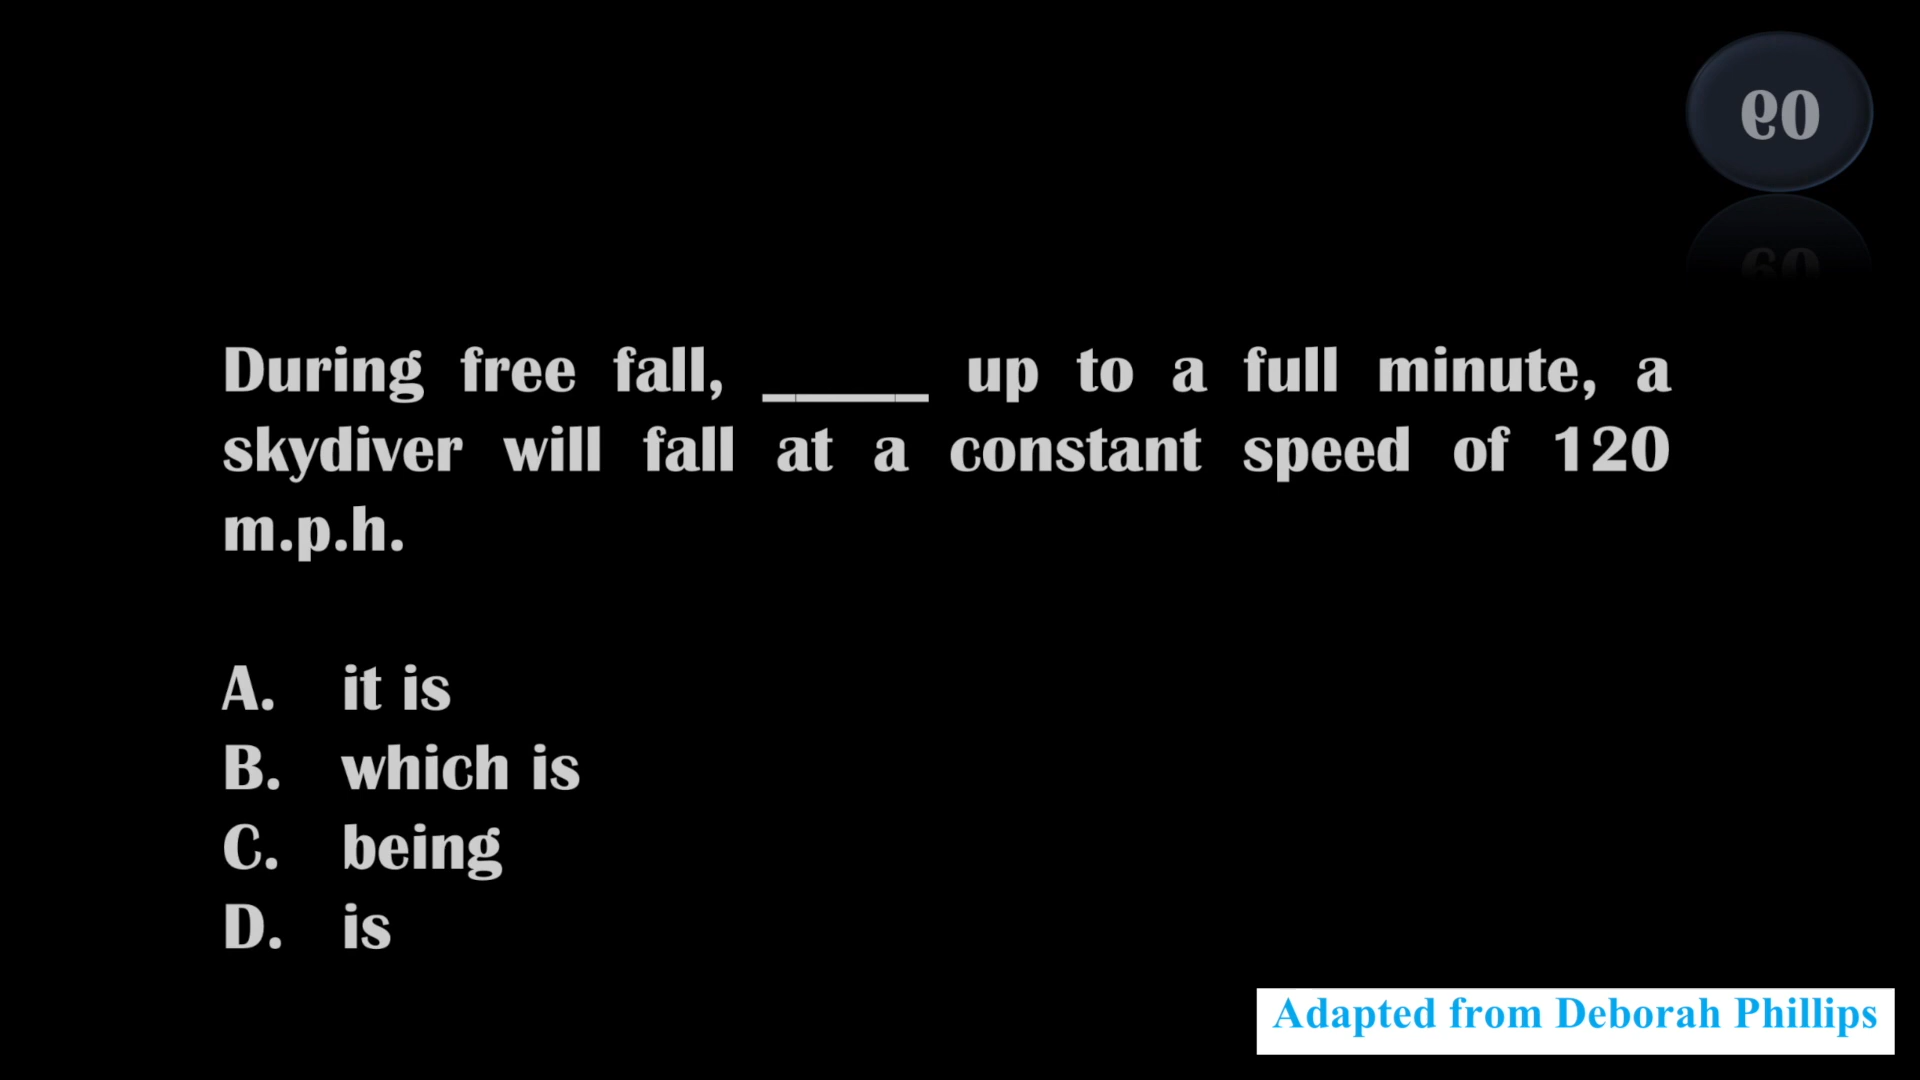 60
During free fall, _____ up to a full minute, a
skydiver will fall at a constant speed of 120
m.p.h.
A. it is
B. which is
C. being
D. is
Adapted from Deborah Phillips